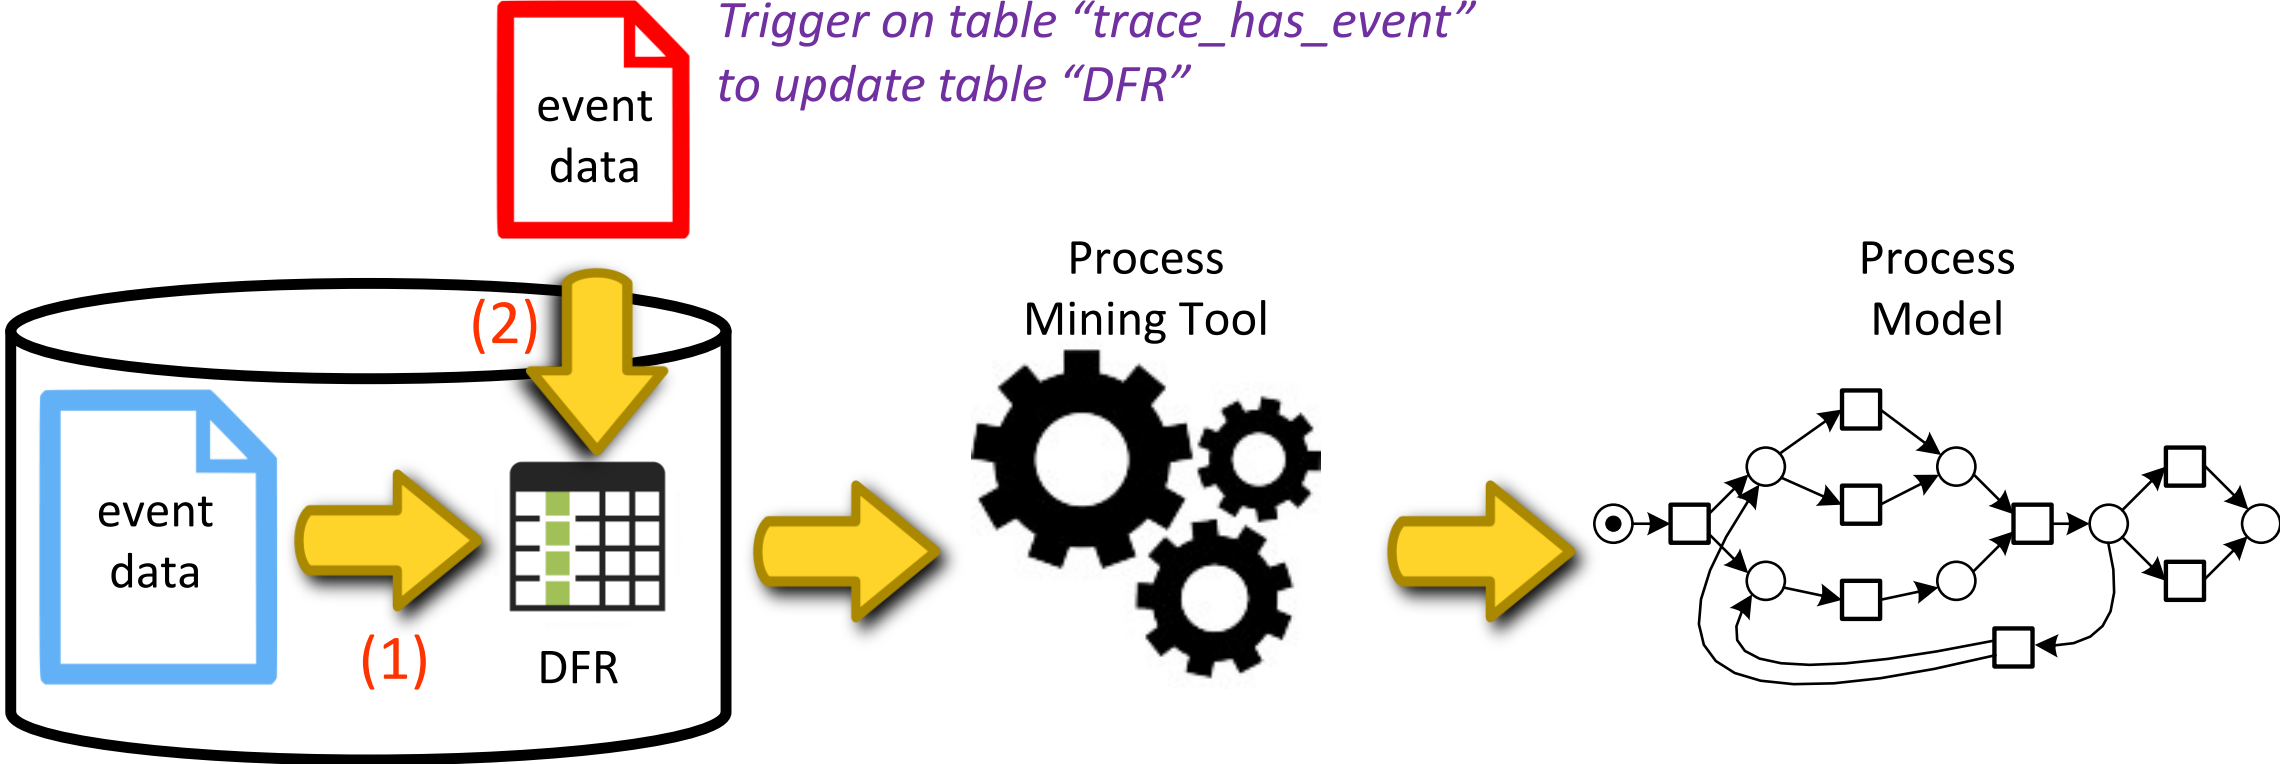 Trigger on table “trace_has_event”
to update table “DFR”
event
data
(2)
event
data
(1)
DFR
Process
Mining Tool
Process
Model